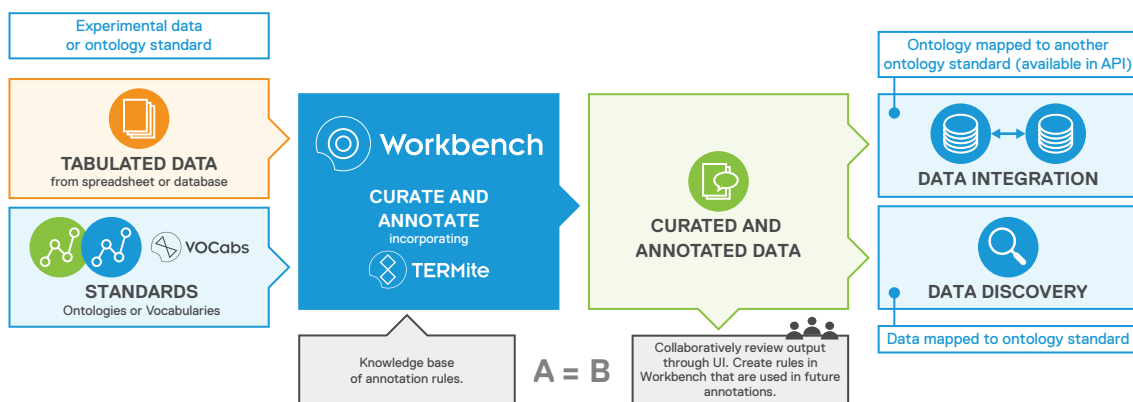 Experimental data
or ontology standard
TABULATED DATA
from spreadsheet or database
VOCabs
STANDARDS
Ontologies or Vocabularies
Workbench
CURATE AND
ANNOTATE
incorporating
TERMite
Knowledge base
of annotation rules.
A = B
CURATED AND
ANNOTATED DATA
Collaboratively review output
through UI. Create rules in
Workbench that are used in future
annotations.
Ontology mapped to another
ontology standard (available in API)
DATA INTEGRATION
DATA DISCOVERY
Data mapped to ontology standard